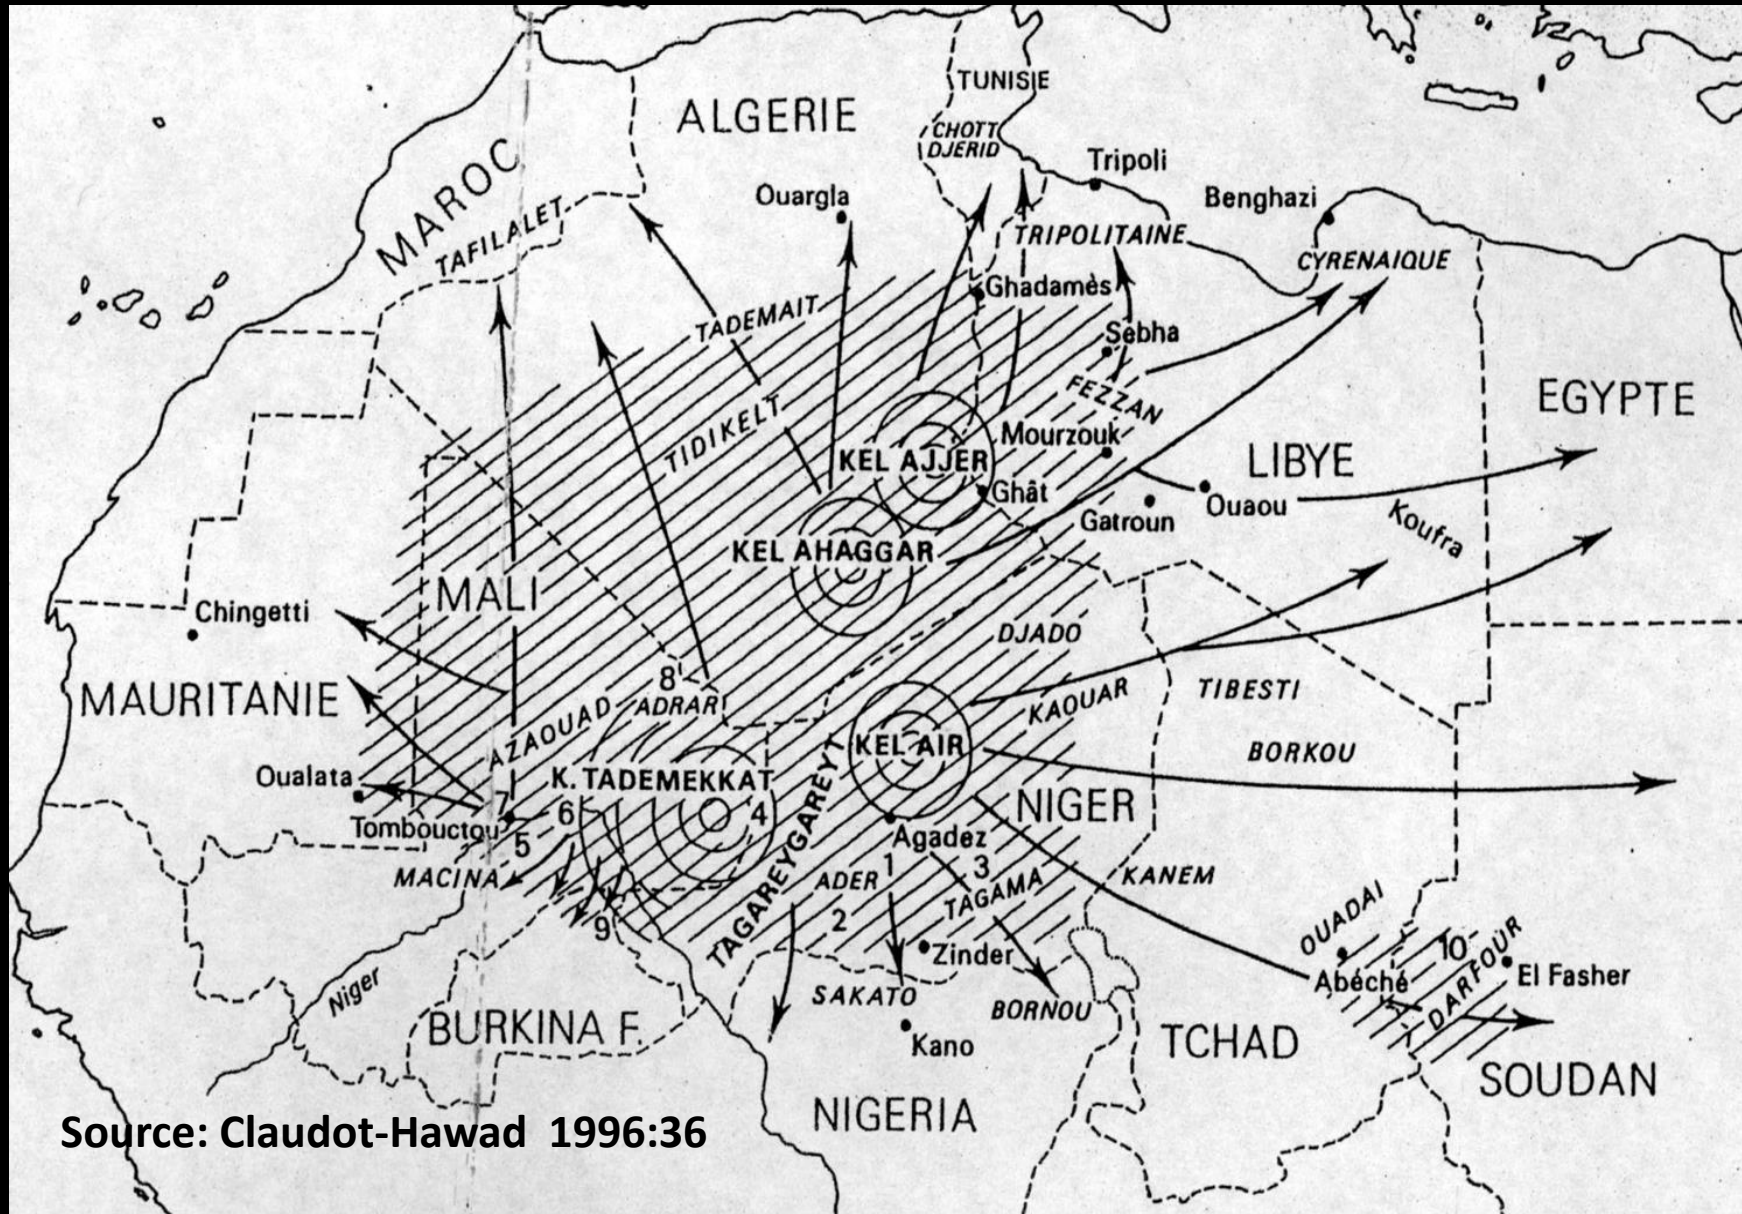 TUNISIE
ALGERIE
CHOTT
DJERID
Tripoli
MAROC
Ouargla
Benghazi
TAFILALET
TRIPOLITAINE
CYRENAIQUE
Ghadamès
TADEMAIT
Sebha
FEZZAN
EGYPTE
TIDIKELT
Mourzouk
KEL AJJER
LIBYE
Ghât
Ouaou
Gatroun
Koufra
KEL AHAGGAR
MALI
Chingetti
DJADO
8
ADRAR
MAURITANIE
KAOUAR
TIBESTI
AZAOUAD
KEL AIR
BORKOU
Oualata
K. TADEMEKKAT
7
6
4
NIGER
Tombouctou
5
Agadez
TAGAREYGAREYT
MACINA
ADER
1
3
TAGAMA
KANEM
2
9
OUADAI
10
DARFOUR
Zinder
Abéché
El Fasher
Niger
SAKATO
BORNOU
BURKINA F.
Kano
TCHAD
SOUDAN
NIGERIA
Source: Claudot-Hawad 1996:36